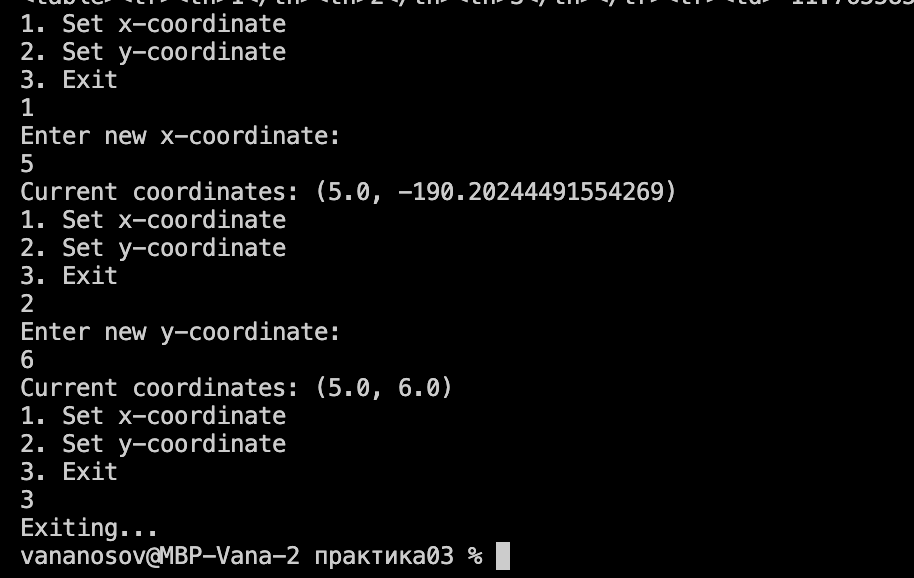 1. Set x-coordinate
2. Set y-coordinate
3. Exit
1
Enter new x-coordinate:
5
Current coordinates: (5.0, -190.20244491554269)
1. Set x-coordinate
2. Set y-coordinate
3. Exit
2
Enter new y-coordinate:
6
Current coordinates: (5.0, 6.0)
1. Set x-coordinate
2. Set y-coordinate
3. Exit
3
Exiting...
vananosov@MBP-Vana-2 практика03 %